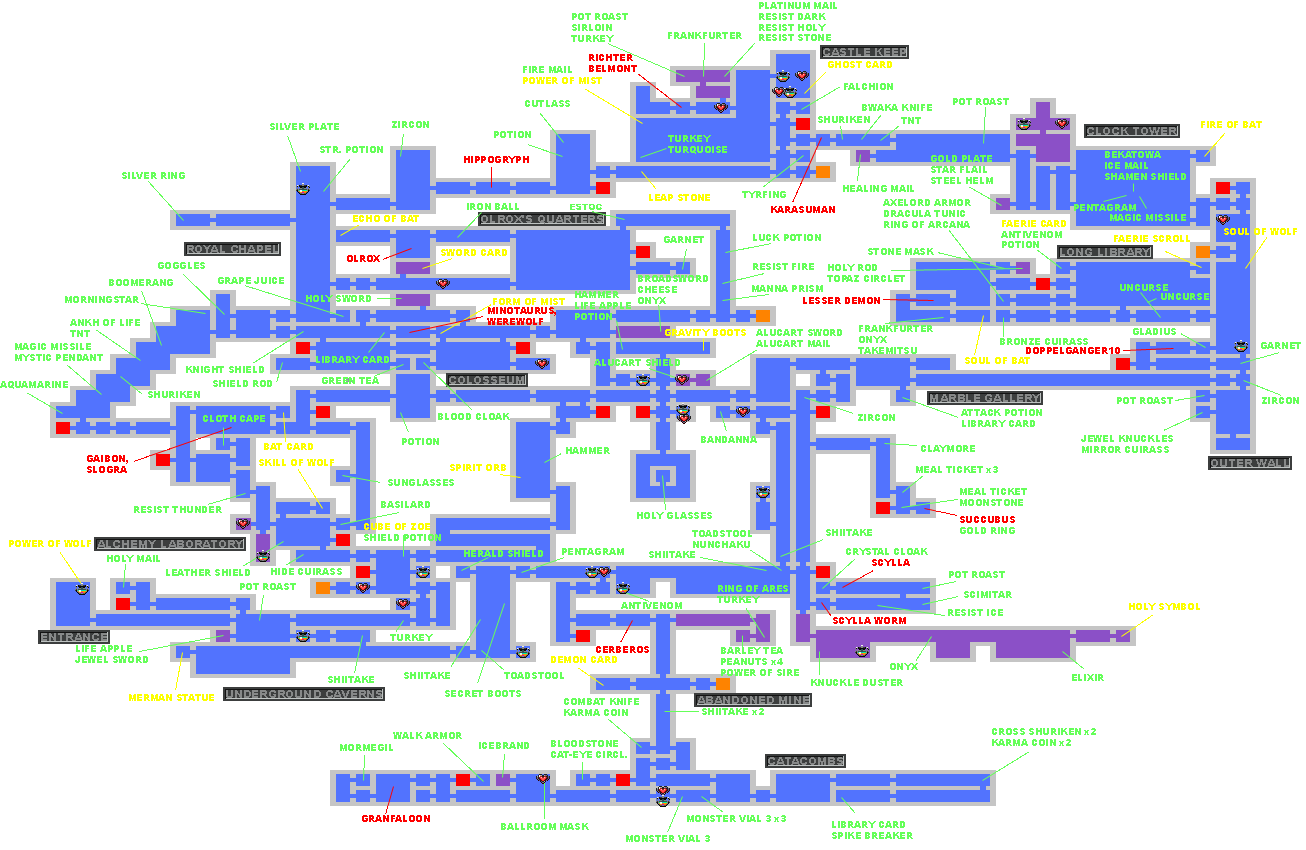 PLATINUM MAIL
RESIST DARK
RESIST HOLY
RESIST STONE
POT ROAST
SIRLOIN
TURKEY
FRANKFURTER
CASTLE KEEP
RICHTER
BELMONT
GHOST CARD
FIRE MAIL
POWER OF MIST
FALCHION
CUTLASS
POT ROAST
BWAKA KNIFE
SHURIKEN
TNT
SILVER PLATE
ZIRCON
POTION
CLOCK TOWER
FIRE OF BAT
TURKEY
TURQUOISE
STR. POTION
HIPPOGRYPH
GOLD PLATE
STAR FLAIL
STEEL HELM
BEKATOWA
ICE MAIL
SHAMEN SHIELD
HEALING MAIL
SILVER RING
LEAP STONE
TYRFING
KARASUMAN
AXELORD ARMOR
DRACULA TUNIC
RING OF ARCANA
PENTAGRAM
MAGIC MISSILE
IRON BALL
ESTOC
ECHO OF BAT
OLROX'S QUARTERS
FAERIE CARD
ANTIVENOM
POTION
SOUL OF WOLF
FAERIE SCROLL
LUCK POTION
GARNET
ROYAL CHAPEL
OLROX
SWORD CARD
STONE MASK
LONG LIBRARY
GOGGLES
RESIST FIRE
HOLY ROD
TOPAZ CIRCLET
BOOMERANG
GRAPE JUICE
BROADSWORD
CHEESE
ONYX
MANNA PRISM
UNCURSE
UNCURSE
MORNINGSTAR
HOLY SWORD
FORM OF MIST
HAMMER
LIFE APPLE
POTION
LESSER DEMON
MINOTAURUS,
WEREWOLF
ANKH OF LIFE
TNT
GRAVITY BOOTS
ALUCART SWORD
ALUCART MAIL
FRANKFURTER
ONYX
TAKEMITSU
BRONZE CUIRASS
GLADIUS
DOPPELGANGER10
GARNET
MAGIC MISSILE
MYSTIC PENDANT
LIBRARY CARD
KNIGHT SHIELD
SHIELD ROD
ALUCART SHIELD
SOUL OF BAT
AQUAMARINE
GREEN TEA
COLOSSEUM
SHURIKEN
MARBLE GALLERY
POT ROAST
ZIRCON
CLOTH CAPE
BLOOD CLOAK
ZIRCON
ATTACK POTION
LIBRARY CARD
BAT CARD
POTION
BANDANNA
JEWEL KNUCKLES
MIRROR CUIRASS
GAIBON,
SLOGRA
SKILL OF WOLF
SPIRIT ORB
HAMMER
CLAYMORE
OUTER WALL
SUNGLASSES
MEAL TICKET x3
RESIST THUNDER
BASILARD
HOLY GLASSES
MEAL TICKET
MOONSTONE
SUCCUBUS
GOLD RING
POWER OF WOLF
ALCHEMY LABORATORY
CUBE OF ZOE
SHIELD POTION
TOADSTOOL
NUNCHAKU
SHIITAKE
HOLY MAIL
HERALD SHIELD
PENTAGRAM
SHIITAKE
CRYSTAL CLOAK
SCYLLA
LEATHER SHIELD
HIDE CUIRASS
POT ROAST
POT ROAST
RING OF ARES
TURKEY
SCIMITAR
ANTIVENOM
RESIST ICE
HOLY SYMBOL
SCYLLA WORM
ENTRANCE
TURKEY
LIFE APPLE
JEWEL SWORD
CERBEROS
BARLEY TEA
PEANUTS x4
POWER OF SIRE
DEMON CARD
ONYX
SHIITAKE
SHIITAKE
TOADSTOOL
ELIXIR
KNUCKLE DUSTER
MERMAN STATUE
UNDERGROUND CAVERNS
SECRET BOOTS
COMBAT KNIFE
KARMA COIN
ABANDONED MINE
SHIITAKE x2
WALK ARMOR
CROSS SHURIKEN x2
KARMA COIN x2
MORMEGIL
ICEBRAND
BLOODSTONE
CAT-EYE CIRCL.
CATACOMBS
GRANFALOON
BALLROOM MASK
MONSTER VIAL 3 x3
MONSTER VIAL 3
LIBRARY CARD
SPIKE BREAKER